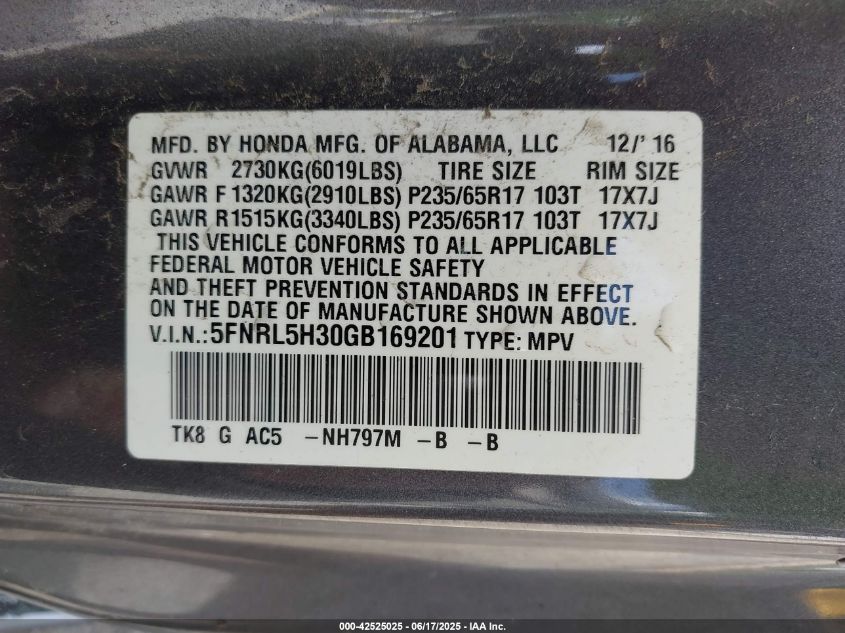 MFD. BY HONDA MFG. OF ALABAMA, LLC 12/' 16
GVWR 2730KG(6019LBS) TIRE SIZE RIM SIZE
GAWR F 1320KG(2910LBS) P235/65R17 103T 17X7J
GAWR R1515KG(3340LBS) P235/65R17 103T 17X7J
THIS VEHICLE CONFORMS TO ALL APPLICABLE
FEDERAL MOTOR VEHICLE SAFETY
AND THEFT PREVENTION STANDARDS IN EFFECT
ON THE DATE OF MANUFACTURE SHOWN ABOVE.
V.I.N.:5FNRL5H30GB169201 TYPE: MPV
TK8 G AC5 -NH797M -B -B
000-42525025 - 06/17/2025 - IAA Inc.